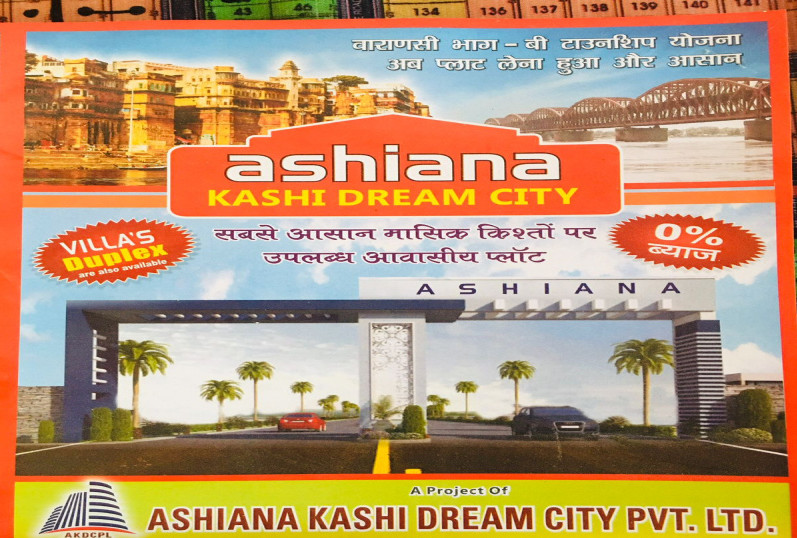 134
136
137
138
139
140
141
वाराणसी भाग - बी टाउनशिप योजना
अब प्लाट लेना हुआ और आसान
ashiana
KASHI DREAM CITY
VILLA'S
Duplex
are also available
सबसे आसान मासिक किश्तों पर
उपलब्ध आवासीय प्लॉट
0%
ब्याज
ASHIANA
A Project Of
AKDCPL
ASHIANA KASHI DREAM CITY PVT. LTD.